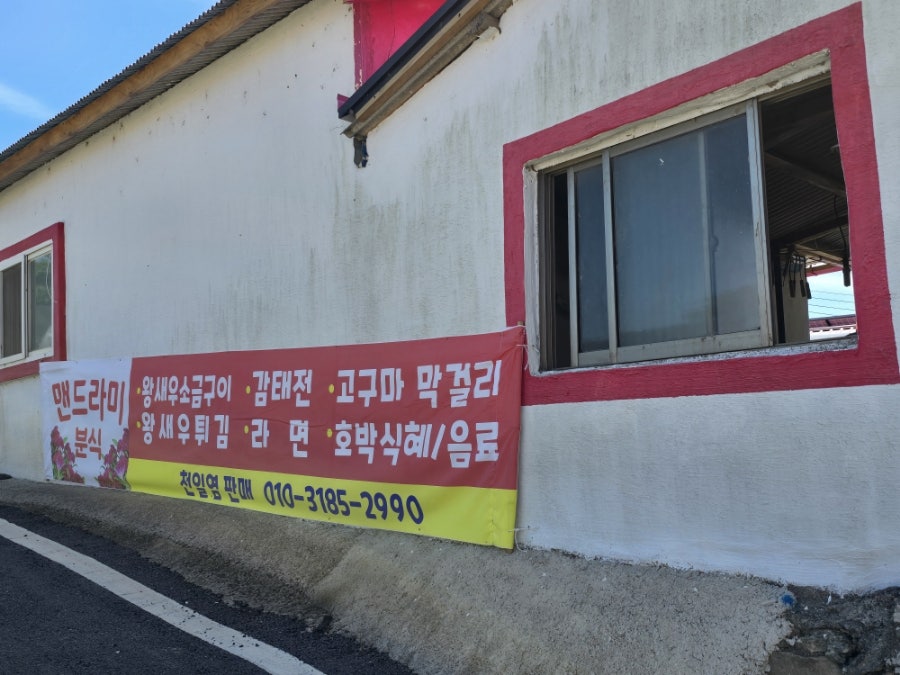 맨드라미
분식
·왕새우소금구이 ·감태전 ·고구마 막걸리
·왕새우튀김 ·라 면 ·호박식혜/음료
천일염 판매 010-3185-2990